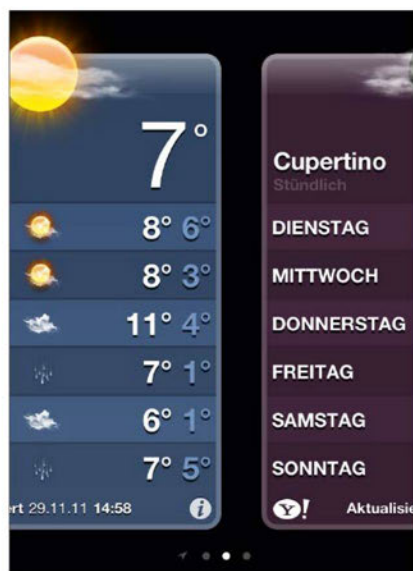 7°
8° 6°
8° 3°
11° 4°
7° 1°
6° 1°
7° 5°
ert 29.11.11 14:58
Cupertino
Stündlich
DIENSTAG
MITTWOCH
DONNERSTAG
FREITAG
SAMSTAG
SONNTAG
Y! Aktualisie